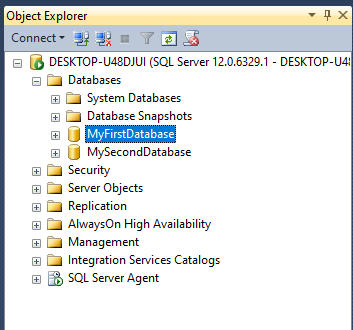 Object Explorer
Connect
DESKTOP-U48DJUI (SQL Server 12.0.6329.1 - DESKTOP-U48
Databases
System Databases
Database Snapshots
MyFirstDatabase
MySecondDatabase
Security
Server Objects
Replication
AlwaysOn High Availability
Management
Integration Services Catalogs
SQL Server Agent